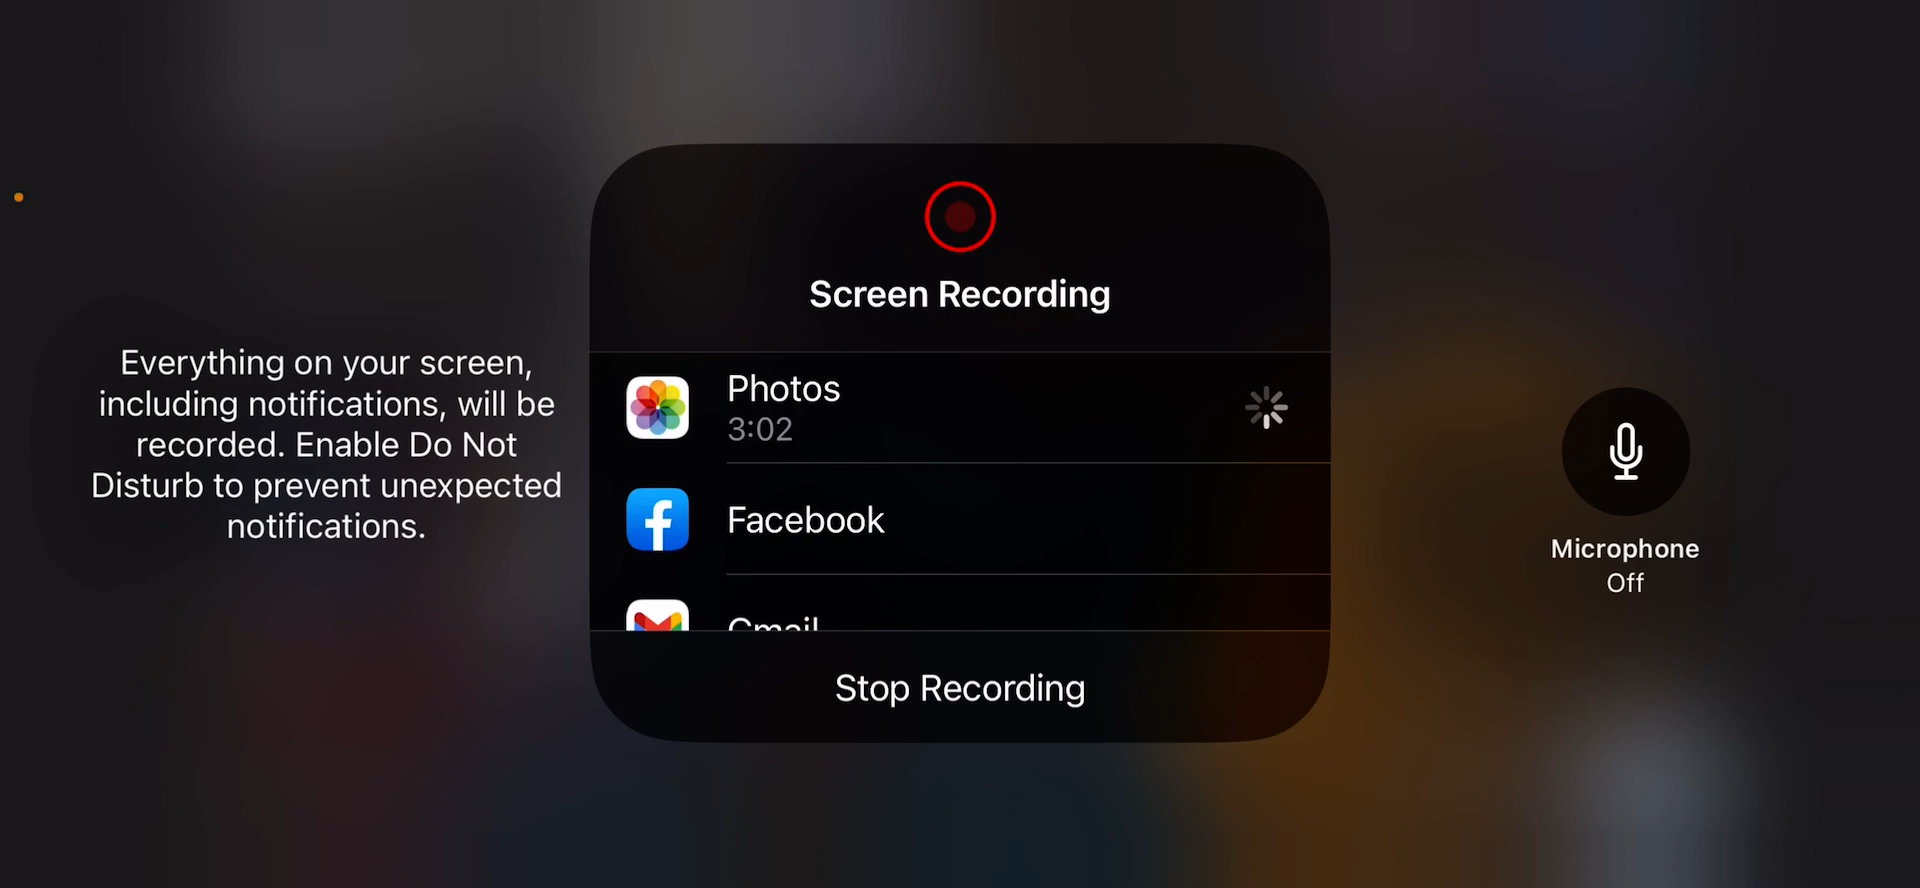 Everything on your screen,
including notifications, will be
recorded. Enable Do Not
Disturb to prevent unexpected
notifications.
Screen Recording
Photos
3:02
Facebook
Gmail
Stop Recording
Microphone
Off